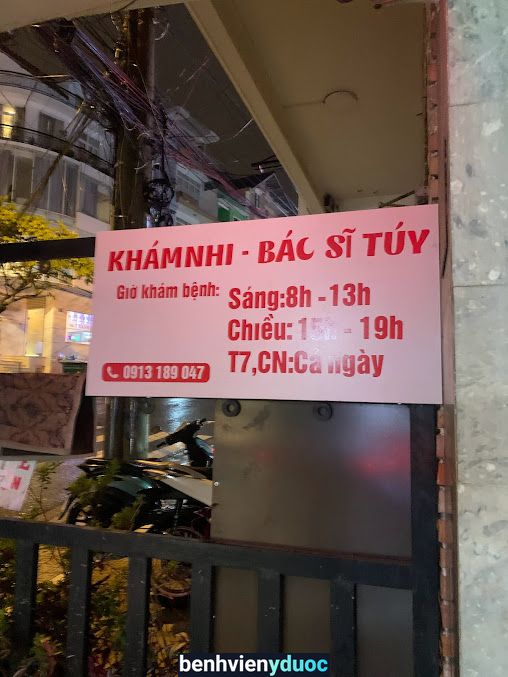 KHÁMNHI - BÁC SĨ TÚY
Giờ khám bệnh:
Sáng:8h -13h
Chiều: 15h - 19h
T7,CN:Cả ngày
0913 189 047
benhvienyduoc